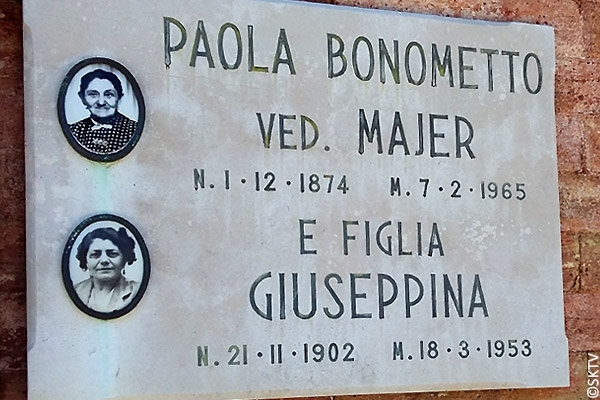 PAOLA BONOMETTO
VED. MAJER
N. 1 · 12 · 1874 M. 7 · 2 · 1965
E FIGLIA
GIUSEPPINA
N. 21 · 11 · 1902 M. 18 · 3 · 1953
©SKTV